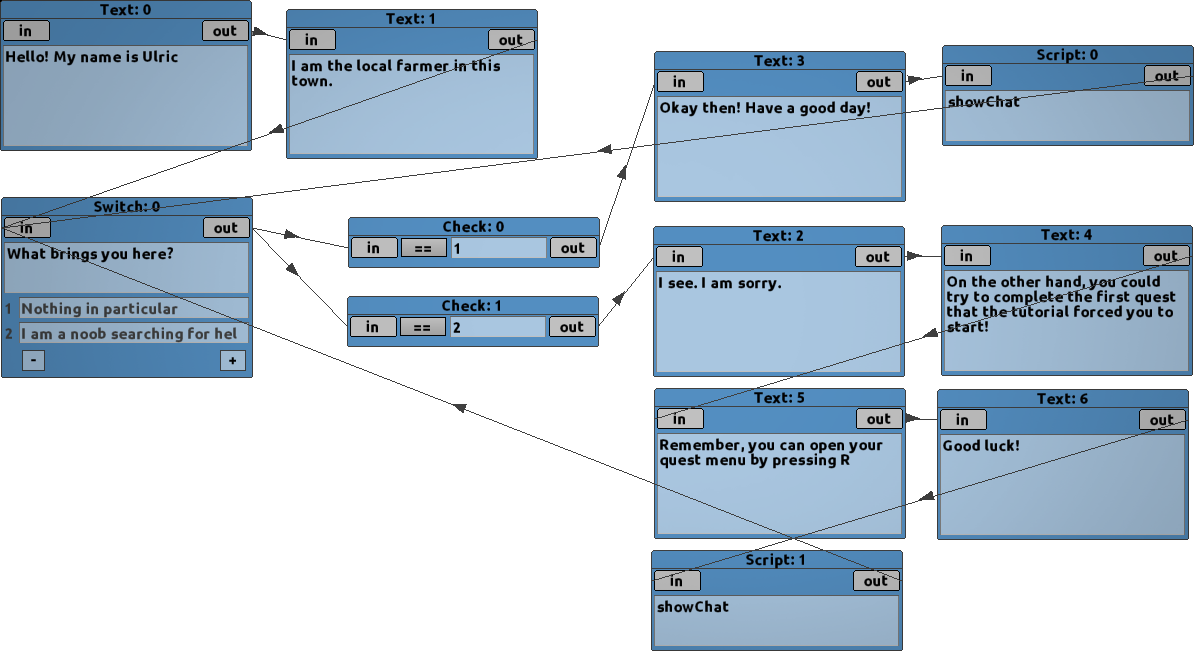 Text: 0
in
out
Hello! My name is Ulric
Text: 1
in
out
I am the local farmer in this
town.
Text: 3
in
out
Okay then! Have a good day!
Script: 0
in
out
showChat
Switch: 0
in
out
What brings you here?
1 Nothing in particular
2 I am a noob searching for hel
-
+
Check: 0
in
==
1
out
Check: 1
in
==
2
out
Text: 2
in
out
I see. I am sorry.
Text: 4
in
out
On the other hand, you could
try to complete the first quest
that the tutorial forced you to
start!
Text: 5
in
out
Remember, you can open your
quest menu by pressing R
Text: 6
in
out
Good luck!
Script: 1
in
out
showChat